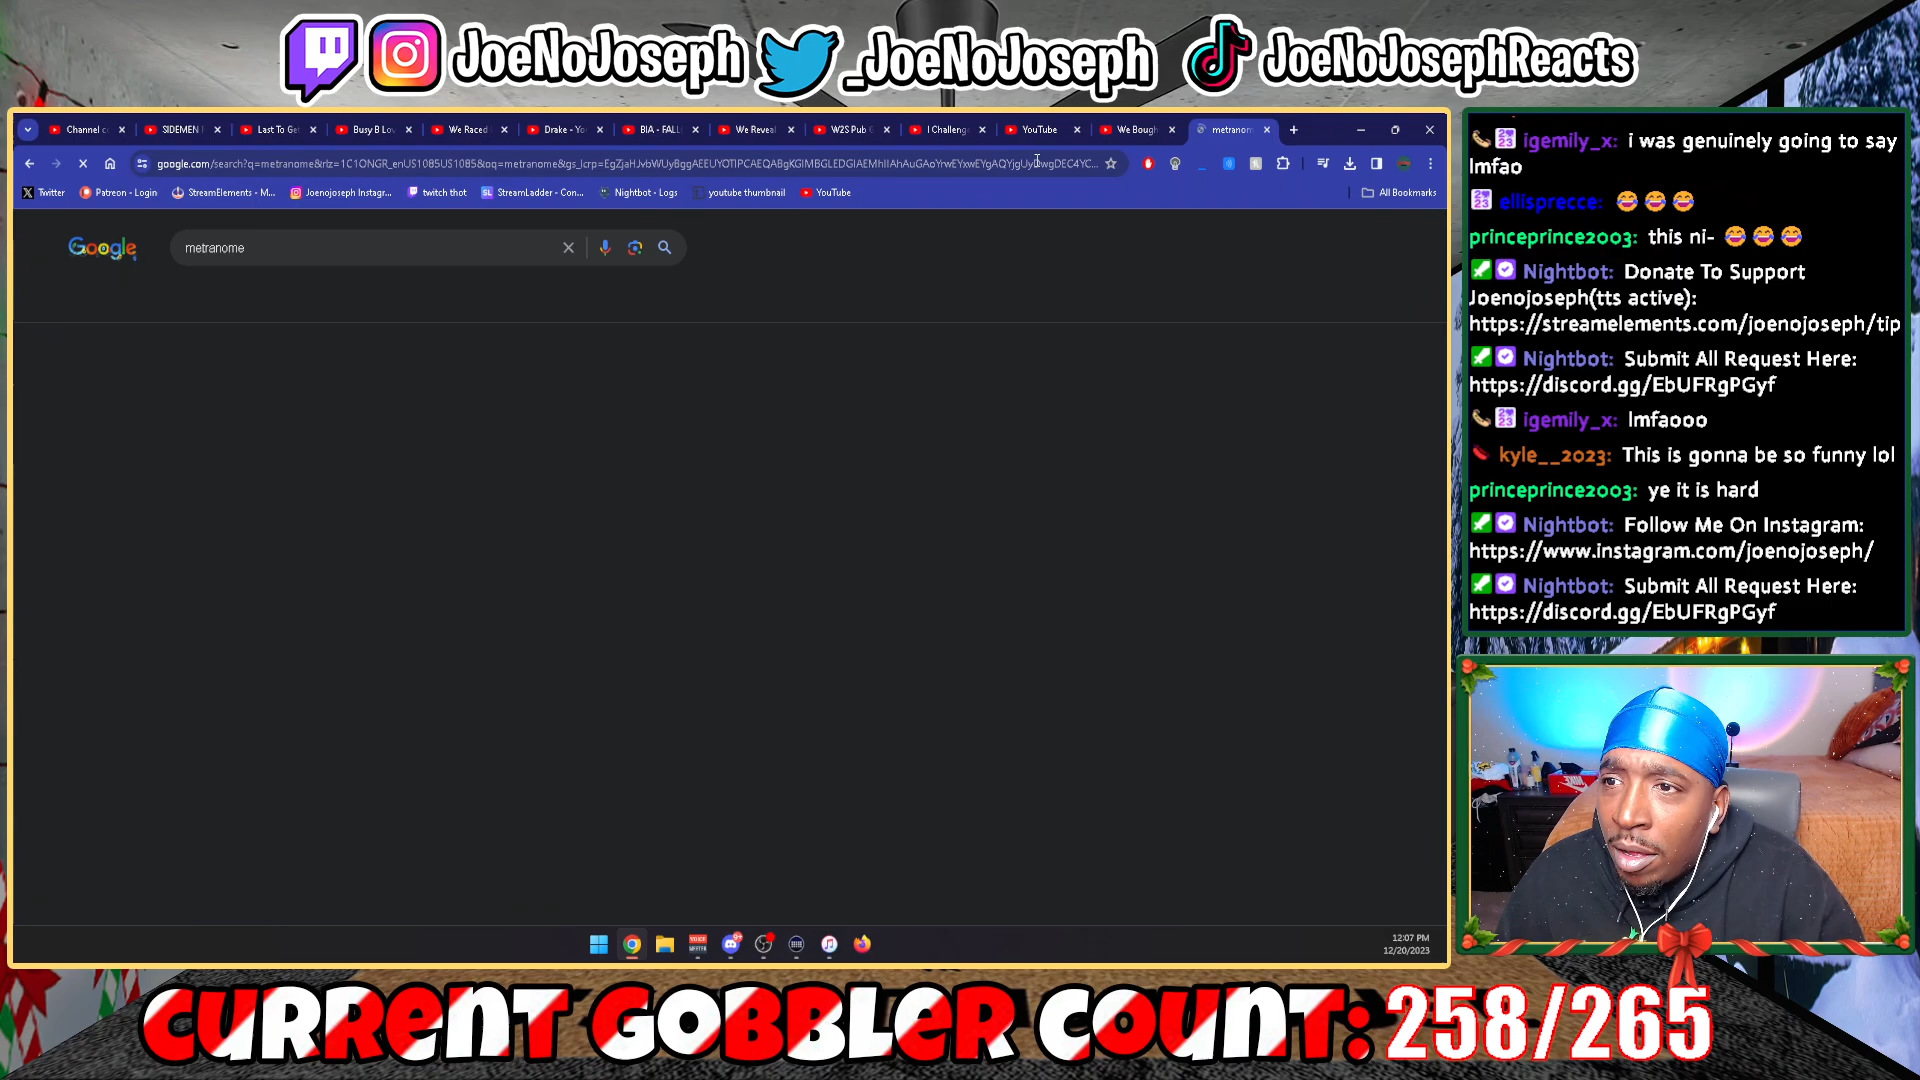 JoeNoJoseph _JoeNoJoseph JoeNoJosephReacts
Channel c SIDEMEN Last To Ge Busy B Lov We Raced Drake - Yo BIA - FALL We Reveal W2S Pub I Challeng YouTube We Bough metranom
Twitter Patreon - Login StreamElements - M... Joenojoseph Instagr... twitch thot StreamLadder - Con... Nightbot - Logs youtube thumbnail YouTube All Bookmarks
Google metranome
igemily_x: i was genuinely going to say
lmfao
ellisprecce: 😂😂😂
princeprince2003: this ni- 😂😂😂
Nightbot: Donate To Support
Joenojoseph(tts active):
https://streamelements.com/joenojoseph/tip
Nightbot: Submit All Request Here:
https://discord.gg/EbUFRgPGyf
igemily_x: lmfaooo
kyle__2023: This is gonna be so funny lol
princeprince2003: ye it is hard
Nightbot: Follow Me On Instagram:
https://www.instagram.com/joenojoseph/
Nightbot: Submit All Request Here:
https://discord.gg/EbUFRgPGyf
12:07 PM
12/20/2023
CURRENT GOBBLER COUNT: 258/265